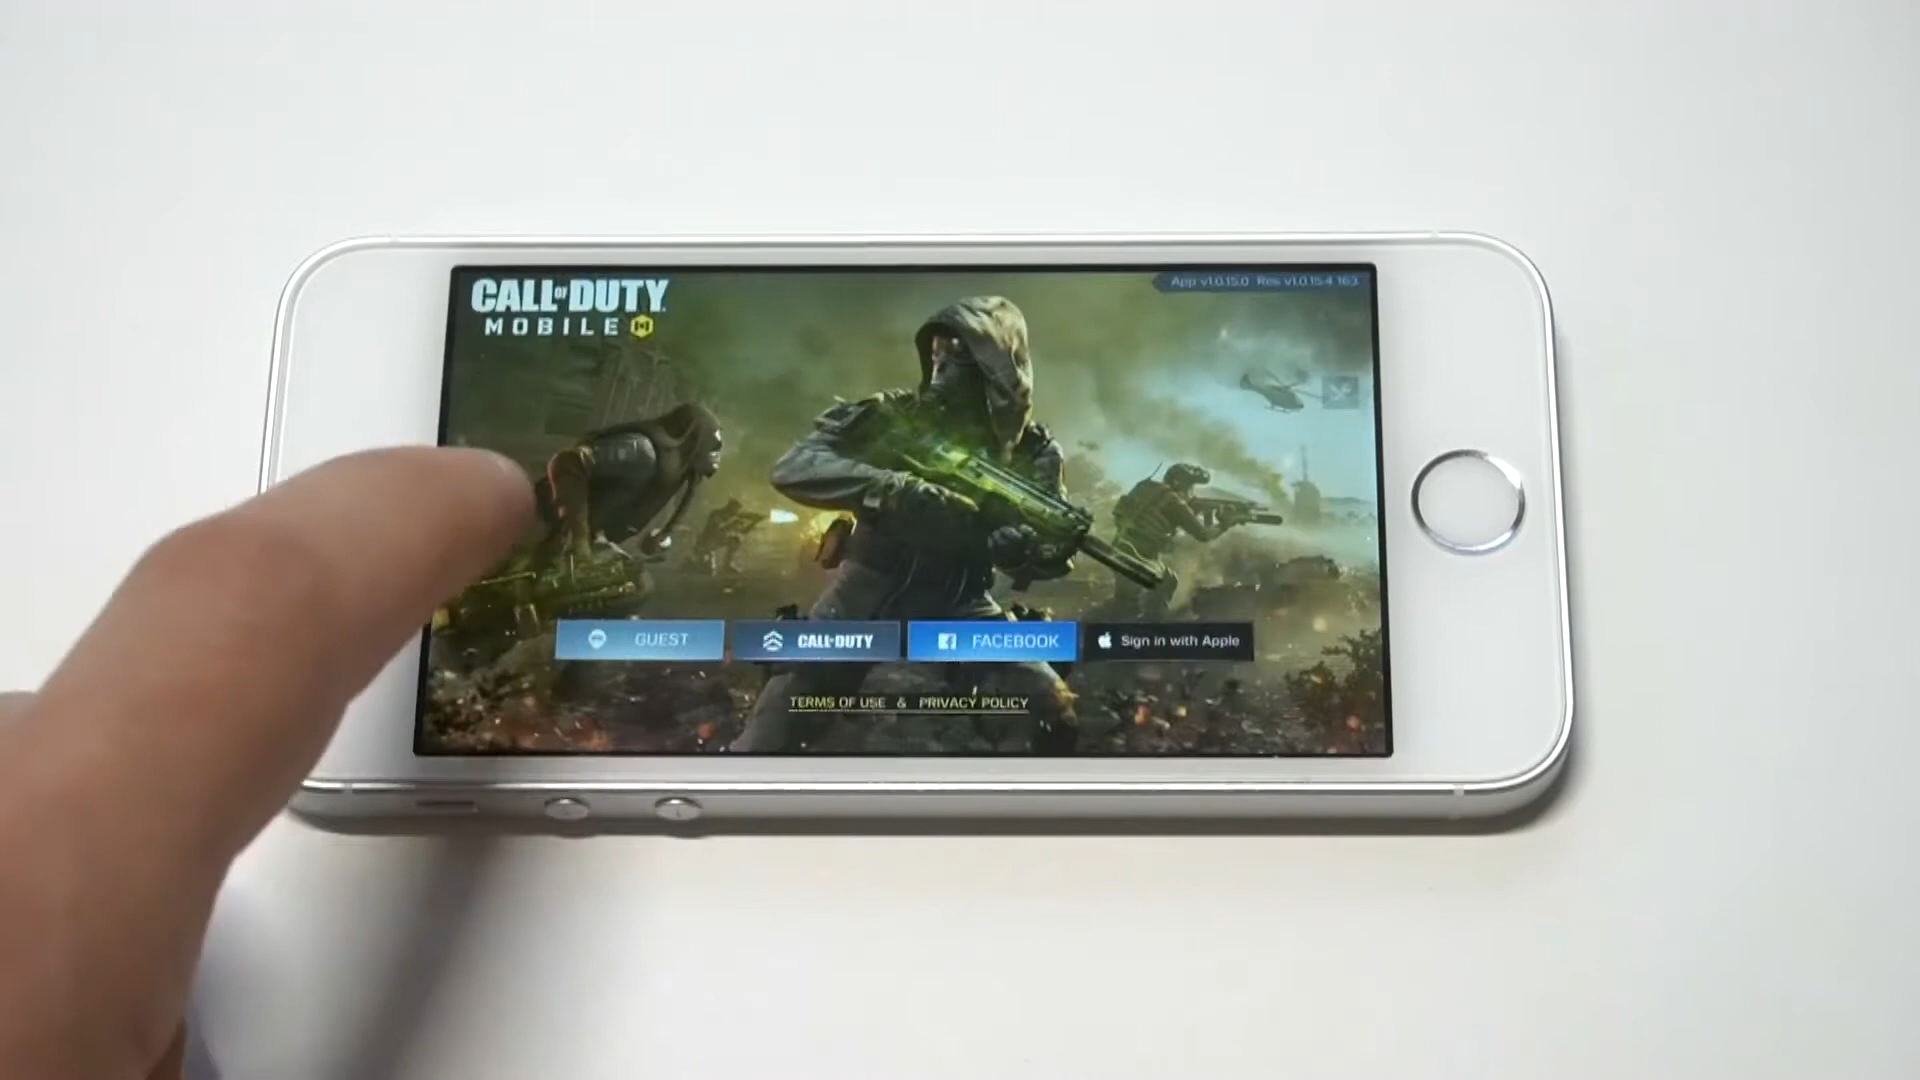 CALL OF DUTY
MOBILE
App v1.0.15.0 Res v1.0.15.4 163
GUEST
CALL OF DUTY
FACEBOOK
Sign in with Apple
TERMS OF USE & PRIVACY POLICY